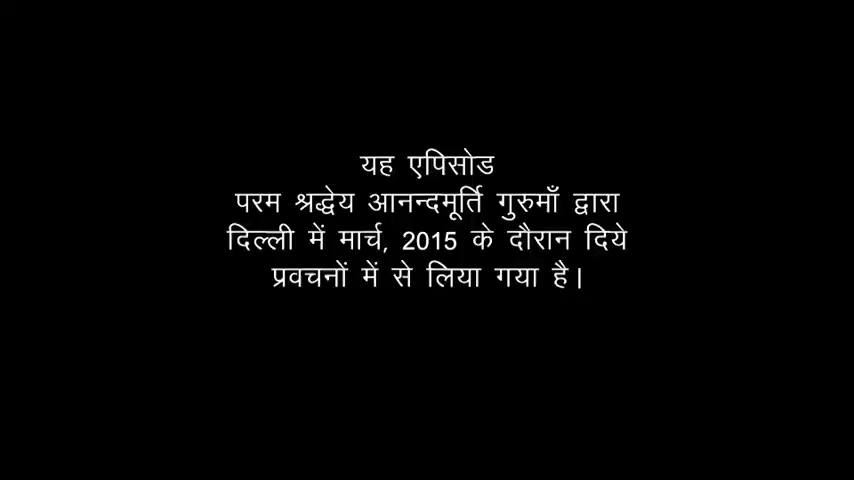 यह एपिसोड
परम श्रद्धेय आनन्दमूर्ति गुरुमाँ द्वारा
दिल्ली में मार्च, 2015 के दौरान दिये
प्रवचनों में से लिया गया है।